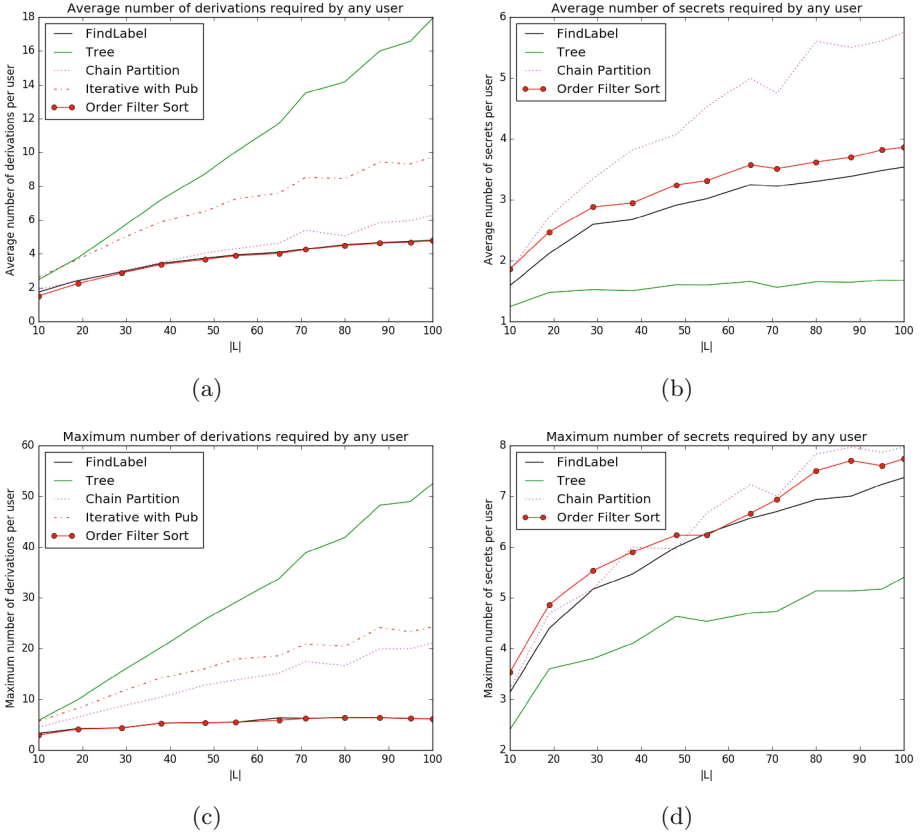 Average number of derivations required by any user
Average number of derivations per user
18
16
14
12
10
8
6
4
2
0
FindLabel
Tree
Chain Partition
Iterative with Pub
Order Filter Sort
10 20 30 40 50 60 70 80 90 100
|L|
(a)
Average number of secrets required by any user
Average number of secrets per user
6
5
4
3
2
1
FindLabel
Tree
Chain Partition
Order Filter Sort
10 20 30 40 50 60 70 80 90 100
|L|
(b)
Maximum number of derivations required by any user
Maximum number of derivations per user
60
50
40
30
20
10
0
FindLabel
Tree
Chain Partition
Iterative with Pub
Order Filter Sort
10 20 30 40 50 60 70 80 90 100
|L|
(c)
Maximum number of secrets required by any user
Maximum number of secrets per user
8
7
6
5
4
3
2
FindLabel
Tree
Chain Partition
Order Filter Sort
10 20 30 40 50 60 70 80 90 100
|L|
(d)